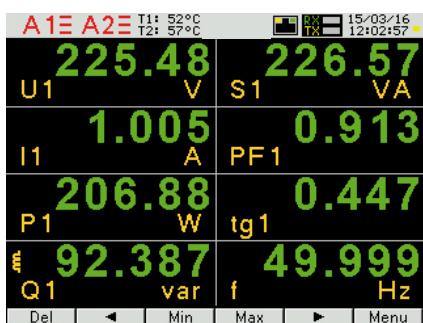 A1Ξ A2Ξ T1: 52°C T2: 57°C RX TX 15/03/16 12:02:57
225.48 226.57
U1 V S1 VA
1.005 0.913
I1 A PF1
206.88 0.447
P1 W tg1
92.387 49.999
Q1 var f Hz
Del ◄ Min Max ► Menu